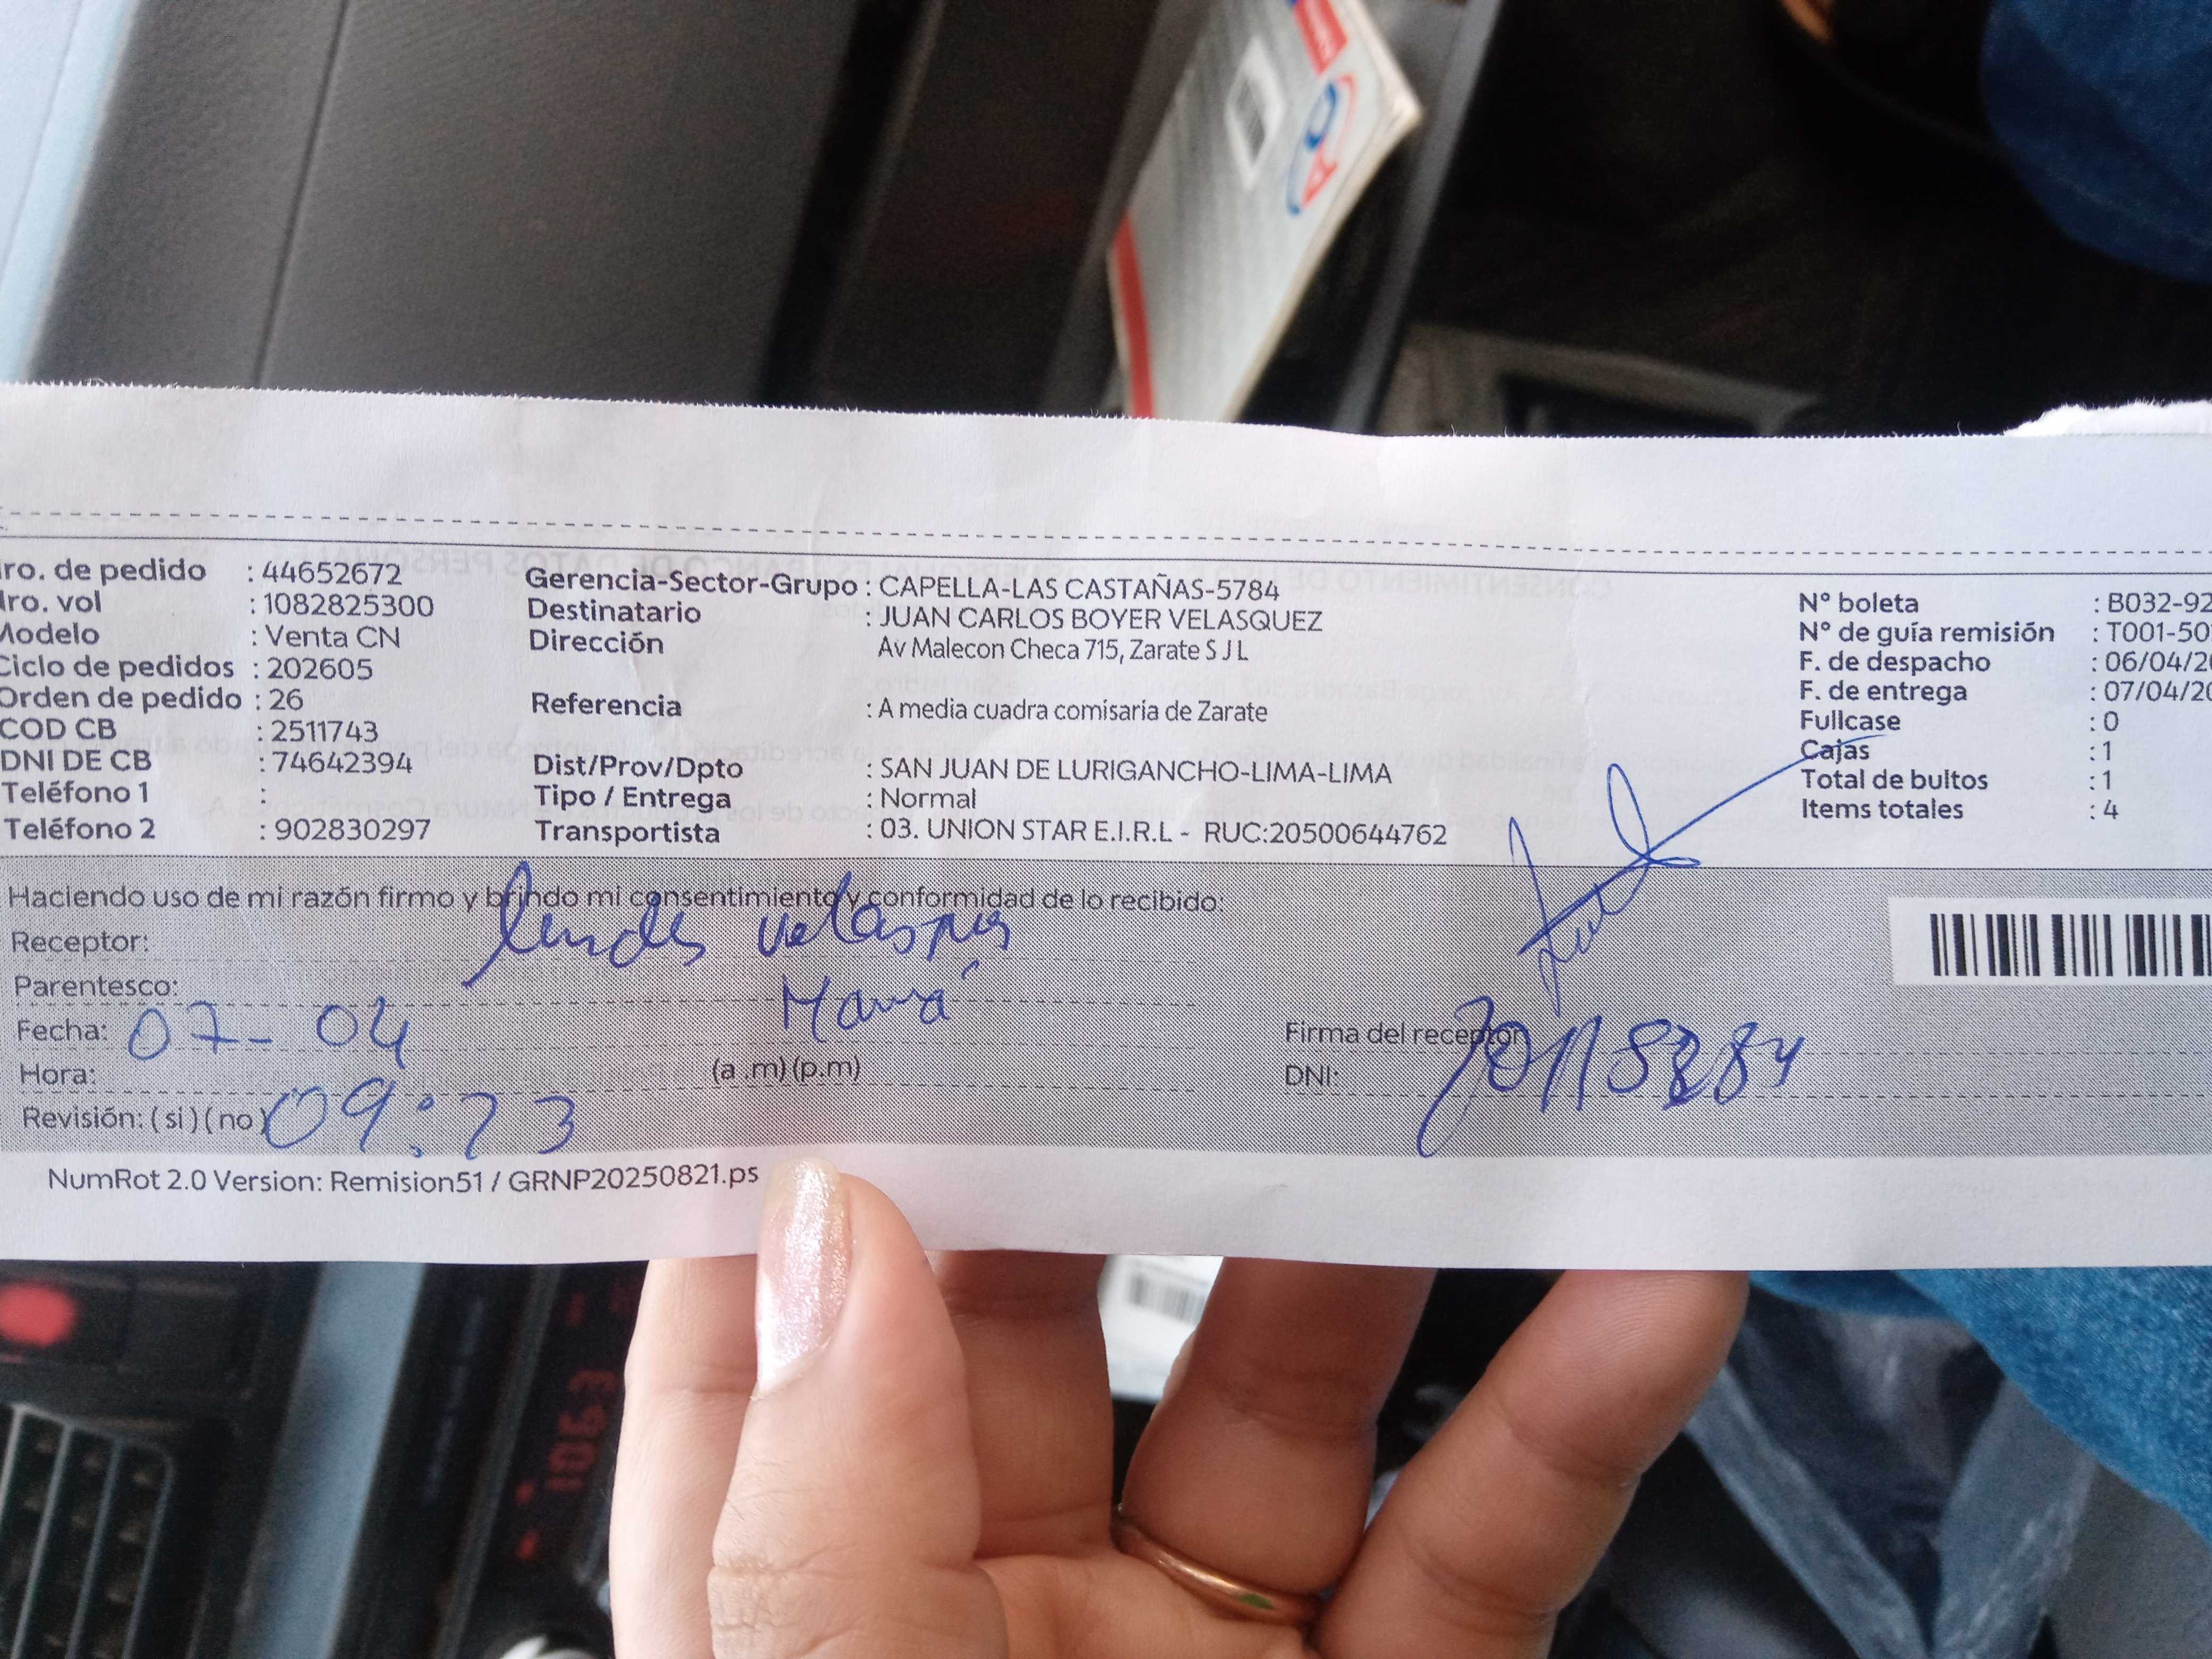 ro. de pedido : 44652672
ro. vol : 1082825300
Modelo : Venta CN
Ciclo de pedidos : 202605
Orden de pedido : 26
COD CB : 2511743
DNI DE CB : 74642394
Teléfono 1 :
Teléfono 2 : 902830297
Gerencia-Sector-Grupo : CAPELLA-LAS CASTAÑAS-5784
Destinatario : JUAN CARLOS BOYER VELASQUEZ
Dirección Av Malecon Checa 715, Zarate S J L
Referencia : A media cuadra comisaria de Zarate
Dist/Prov/Dpto : SAN JUAN DE LURIGANCHO-LIMA-LIMA
Tipo / Entrega : Normal
Transportista : 03. UNION STAR E.I.R.L - RUC:20500644762
N° boleta : B032-92
N° de guía remisión : T001-50
F. de despacho : 06/04/20
F. de entrega : 07/04/20
Fullcase : 0
Cajas : 1
Total de bultos : 1
Items totales : 4
Haciendo uso de mi razón firmo y brindo mi consentimiento y conformidad de lo recibido:
Receptor:
Parentesco: Mamá
Fecha: 07-04
Hora: (a .m) (p.m)
Revisión: ( si ) ( no )
Firma del receptor
DNI:
NumRot 2.0 Version: Remision51 / GRNP20250821.ps